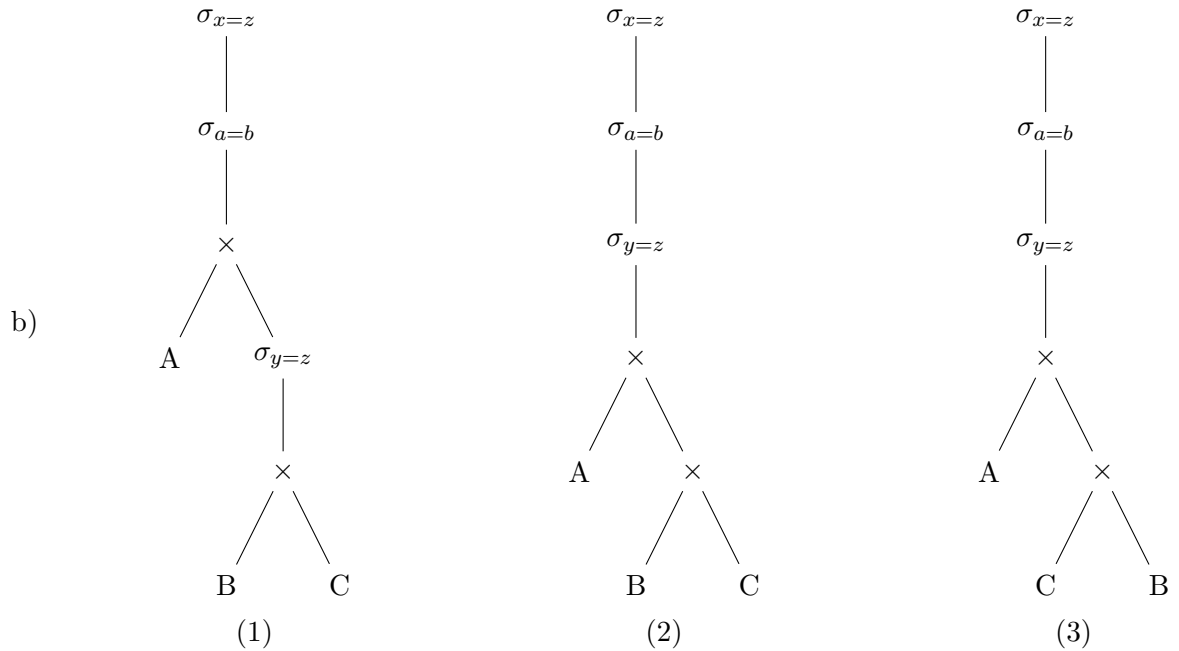 σx=z σx=z σx=z
σa=b σa=b σa=b
× σy=z σy=z
b)
A σy=z × ×
× A × A ×
B C B C C B
(1) (2) (3)